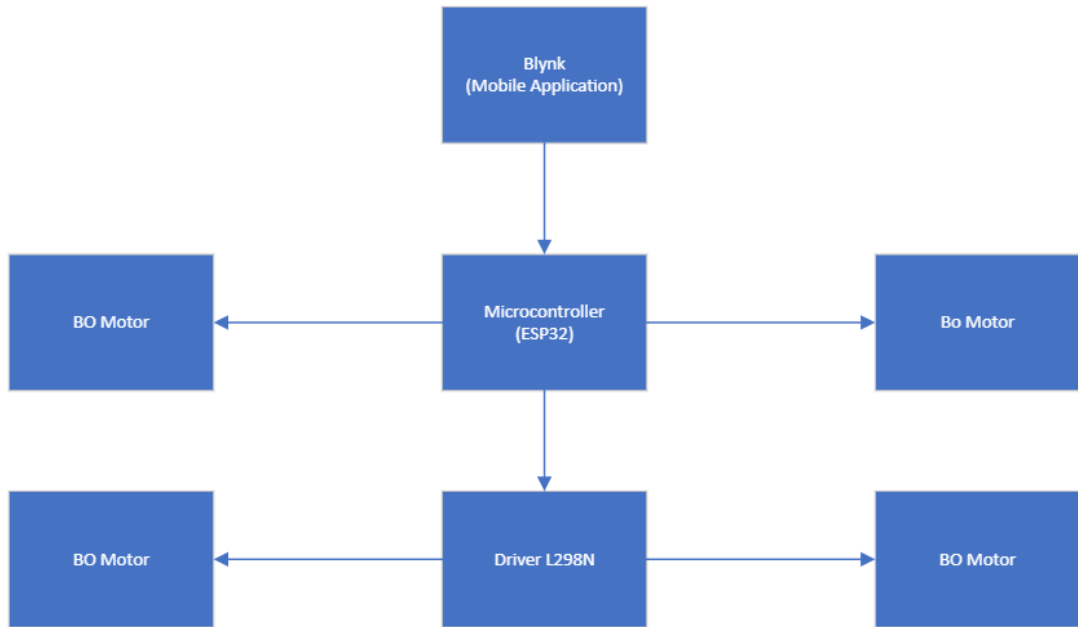 Blynk
(Mobile Application)
BO Motor
Microcontroller
(ESP32)
Bo Motor
BO Motor
Driver L298N
BO Motor